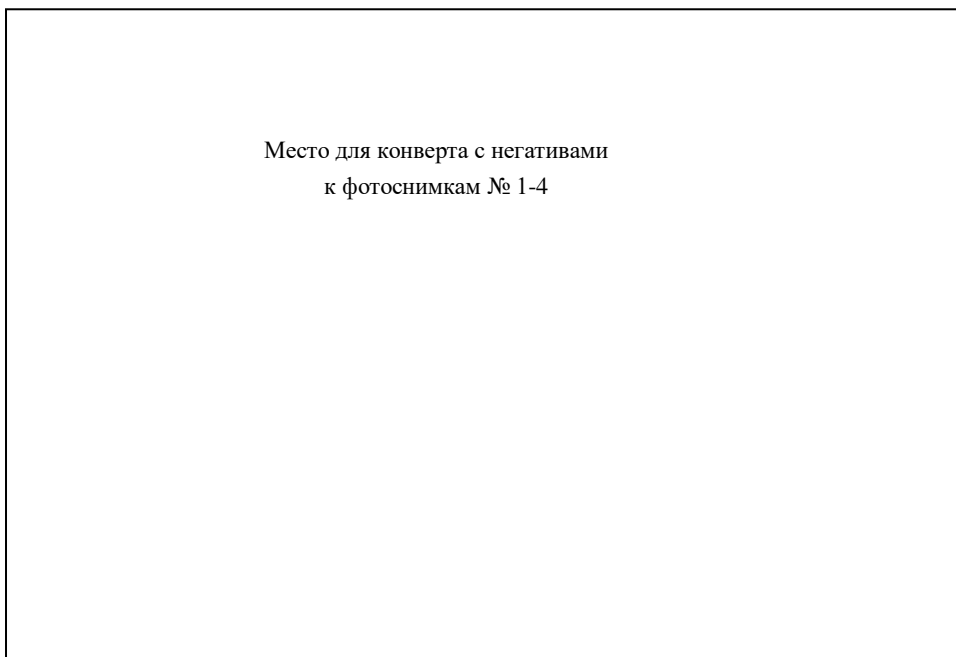 Место для конверта с негативами
к фотоснимкам № 1-4